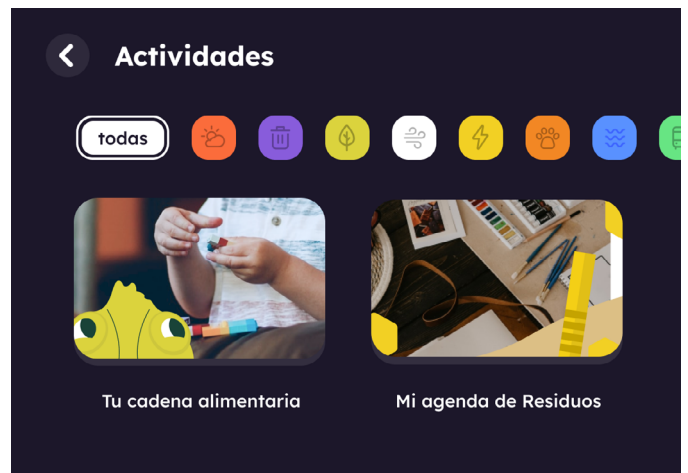 Actividades
todas
Tu cadena alimentaria
Mi agenda de Residuos